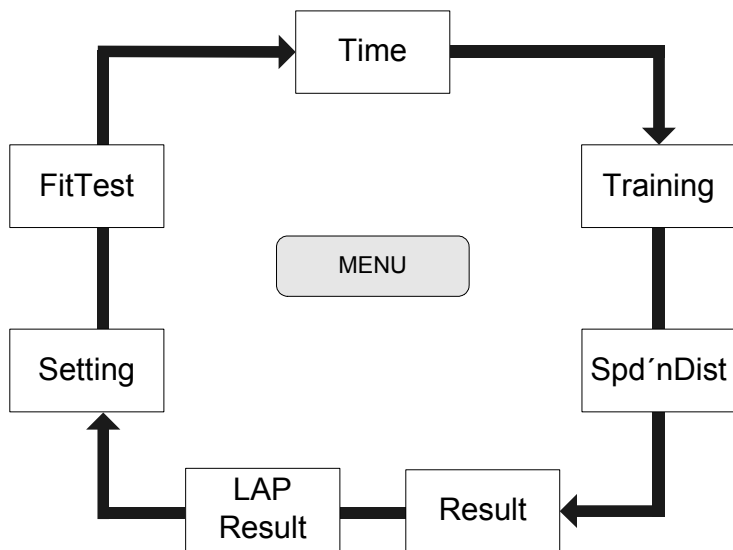 Time
FitTest
Training
MENU
Setting
Spd´nDist
LAP
Result
Result